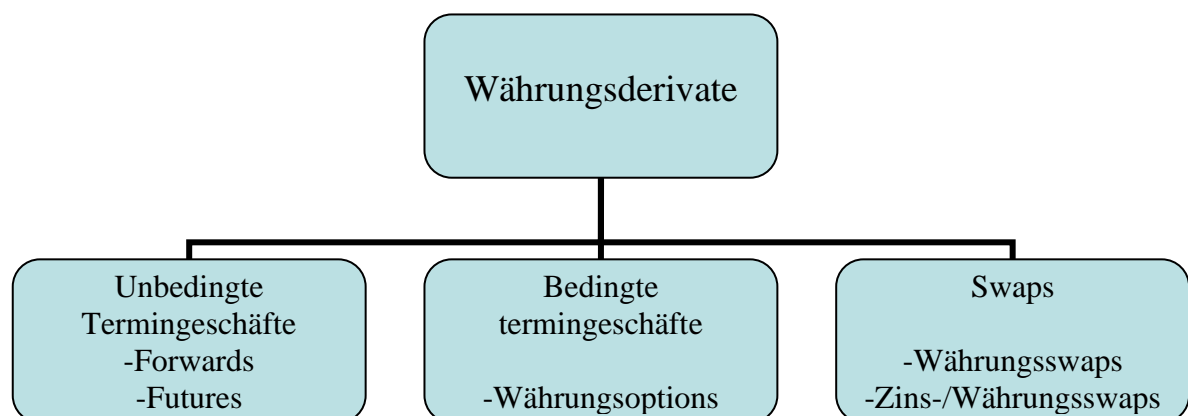 Währungsderivate
Unbedingte
Termingeschäfte
-Forwards
-Futures
Bedingte
termingeschäfte
-Währungsoptions
Swaps
-Währungsswaps
-Zins-/Währungsswaps